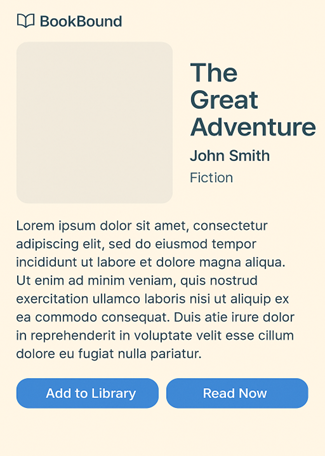 BookBound
The
Great
Adventure
John Smith
Fiction
Lorem ipsum dolor sit amet, consectetur
adipiscing elit, sed do eiusmod tempor
incididunt ut labore et dolore magna aliqua.
Ut enim ad minim veniam, quis nostrud
exercitation ullamco laboris nisi ut aliquip ex
ea commodo consequat. Duis atie irure dolor
in reprehenderit in voluptate velit esse cillum
dolore eu fugiat nulla pariatur.
Add to Library
Read Now